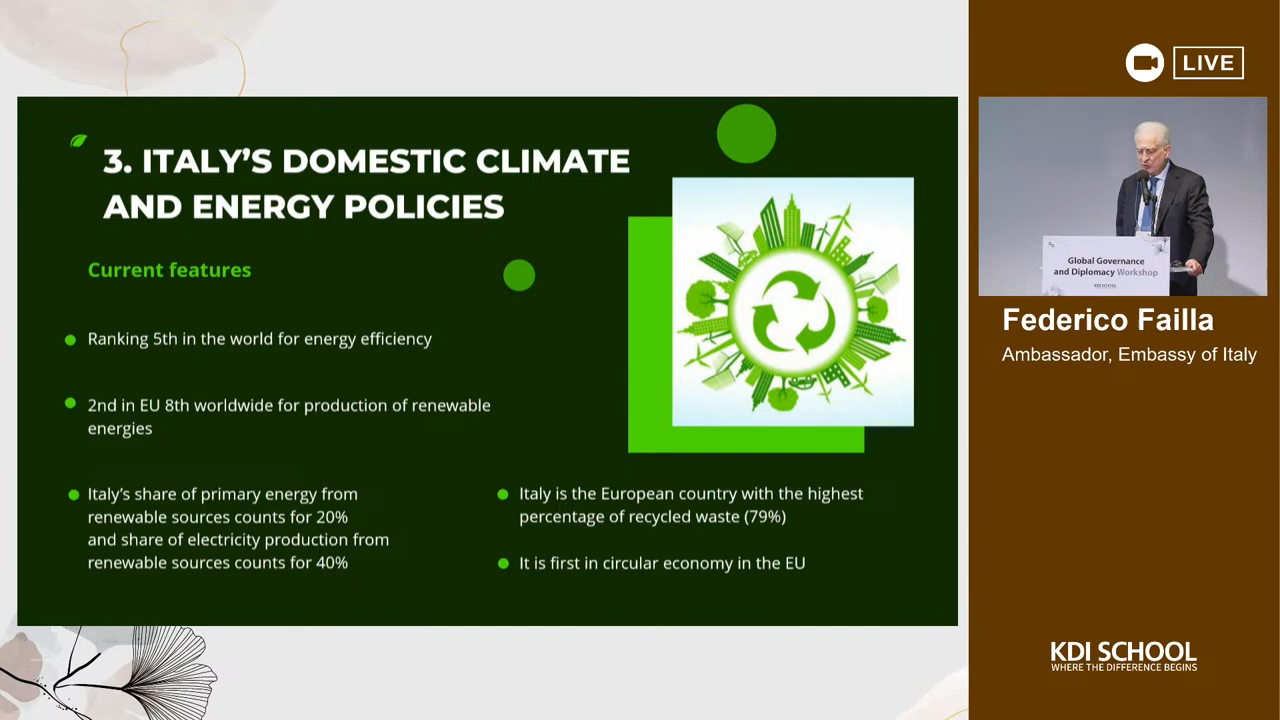 3. ITALY’S DOMESTIC CLIMATE
AND ENERGY POLICIES
Current features
Ranking 5th in the world for energy efficiency
2nd in EU 8th worldwide for production of renewable
energies
Italy’s share of primary energy from
renewable sources counts for 20%
and share of electricity production from
renewable sources counts for 40%
Italy is the European country with the highest
percentage of recycled waste (79%)
It is first in circular economy in the EU
LIVE
Global Governance
and Diplomacy Workshop
KDI SCHOOL
Federico Failla
Ambassador, Embassy of Italy
KDI SCHOOL
WHERE THE DIFFERENCE BEGINS